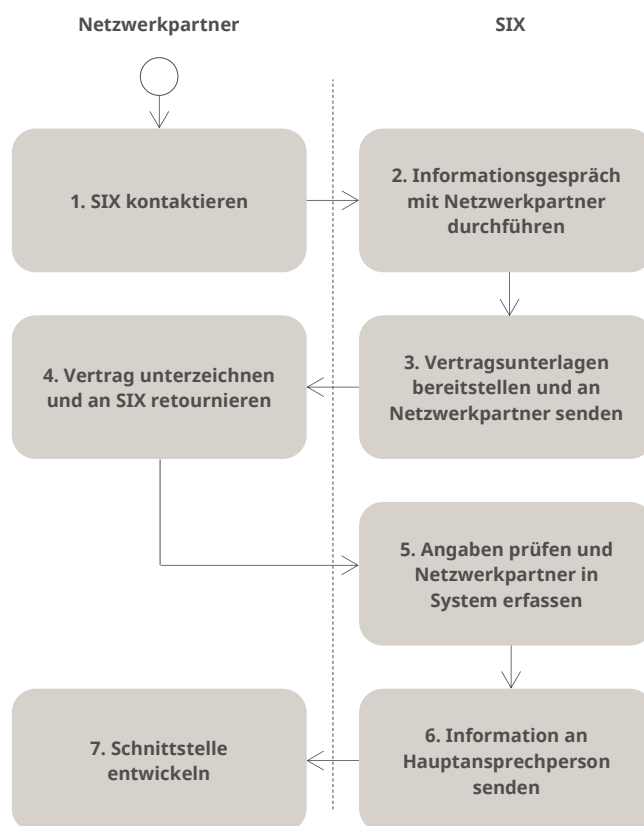 Netzwerkpartner
SIX
1. SIX kontaktieren
2. Informationsgespräch
mit Netzwerkpartner
durchführen
3. Vertragsunterlagen
bereitstellen und an
Netzwerkpartner senden
4. Vertrag unterzeichnen
und an SIX retournieren
5. Angaben prüfen und
Netzwerkpartner in
System erfassen
6. Information an
Hauptansprechperson
senden
7. Schnittstelle
entwickeln